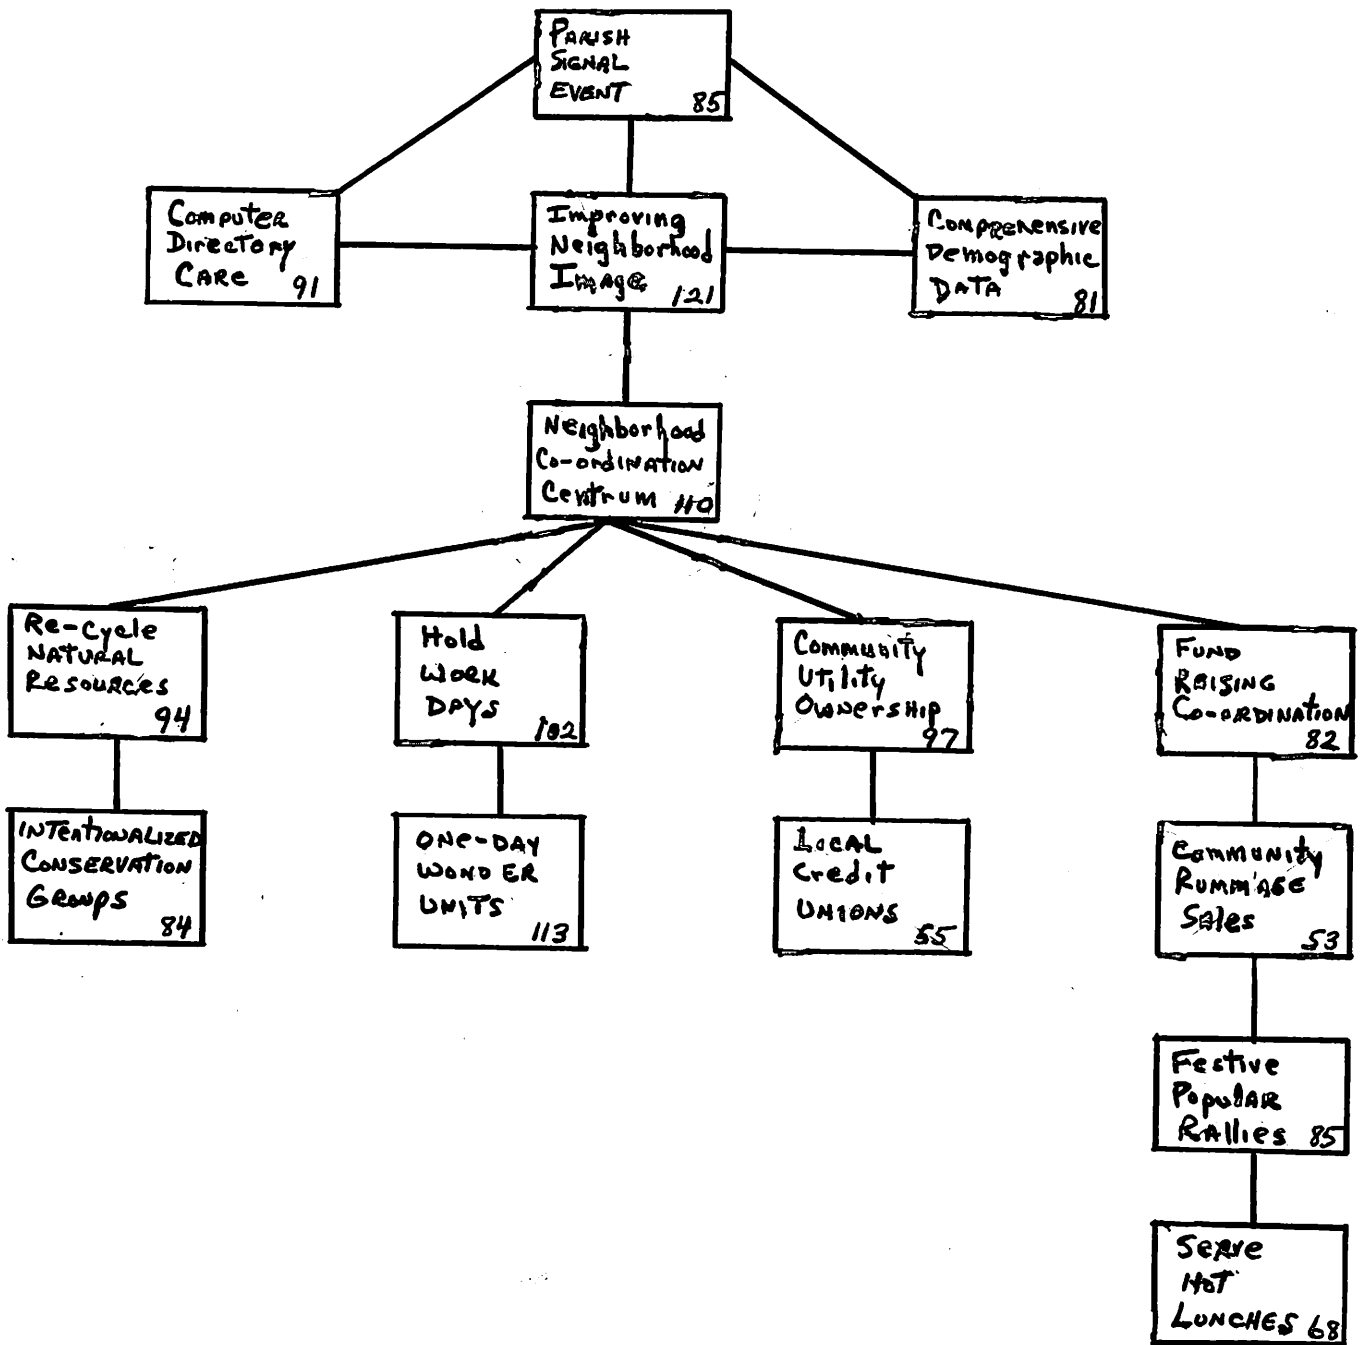 PARISH
SIGNAL
EVENT 85
Computer
Directory
CARE 91
Improving
Neighborhood
Image 121
Comprehensive
Demographic
DATA 81
Neighborhood
Co-ordination
Centrum 110
Re-cycle
NATURAL
Resources
94
Hold
WORK
DAYS
102
Community
Utility
Ownership
97
FUND
RAISING
CO-ORDINATION
82
INTENTIONALIZED
CONSERVATION
GROUPS
84
ONE-DAY
WONDER
UNITS
113
LOCAL
Credit
UNIONS
55
Community
RUMMAGE
Sales
53
Festive
Popular
Rallies 85
Serve
HOT
LUNCHES 68